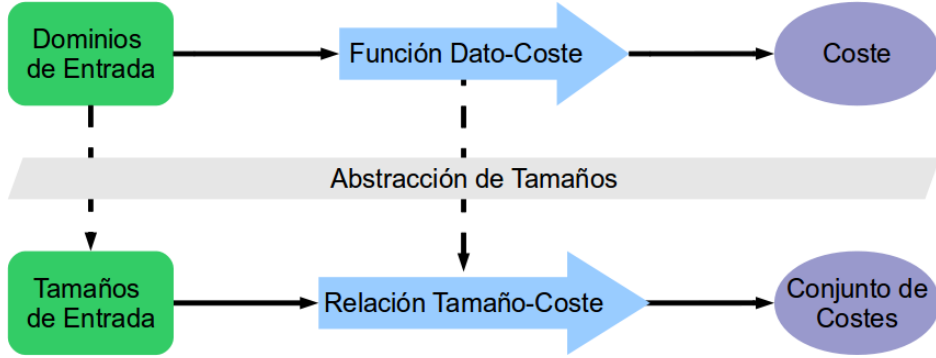 Dominios
de Entrada
Función Dato-Coste
Coste
Abstracción de Tamaños
Tamaños
de Entrada
Relación Tamaño-Coste
Conjunto de
Costes